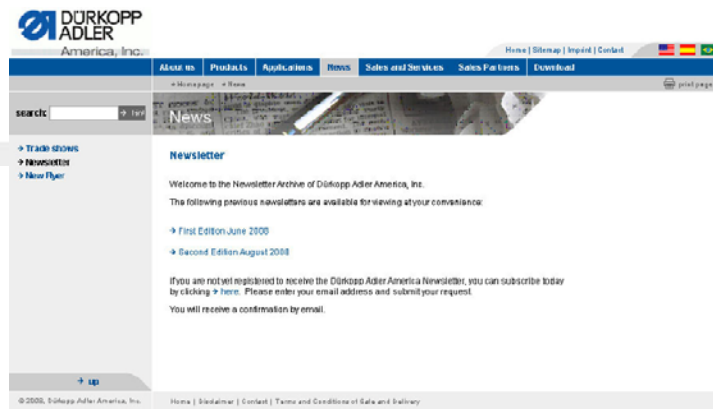 DÜRKOPP
ADLER
America, Inc.
Home | Sitemap | Imprint | Contact
About us Products Applications News Sales and Services Sales Partners Download
Homepage News
print page
search:
News
Trade shows
Newsletter
New Flyer
Newsletter
Welcome to the Newsletter Archive of Dürkopp Adler America, Inc.
The following previous newsletters are available for viewing at your convenience:
First Edition June 2008
Second Edition August 2008
If you are not yet registered to receive the Dürkopp Adler America Newsletter, you can subscribe today
by clicking here. Please enter your email address and submit your request.
You will receive a confirmation by email.
up
© 2008, Dürkopp Adler America, Inc.
Home | Disclaimer | Contact | Terms and Conditions of Sale and Delivery